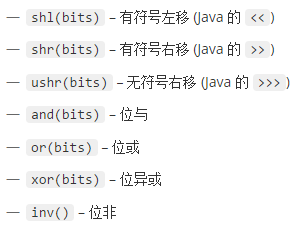 — shl(bits) – 有符号左移 (Java 的 <<)
— shr(bits) – 有符号右移 (Java 的 >>)
— ushr(bits) – 无符号右移 (Java 的 >>>)
— and(bits) – 位与
— or(bits) – 位或
— xor(bits) – 位异或
— inv() – 位非